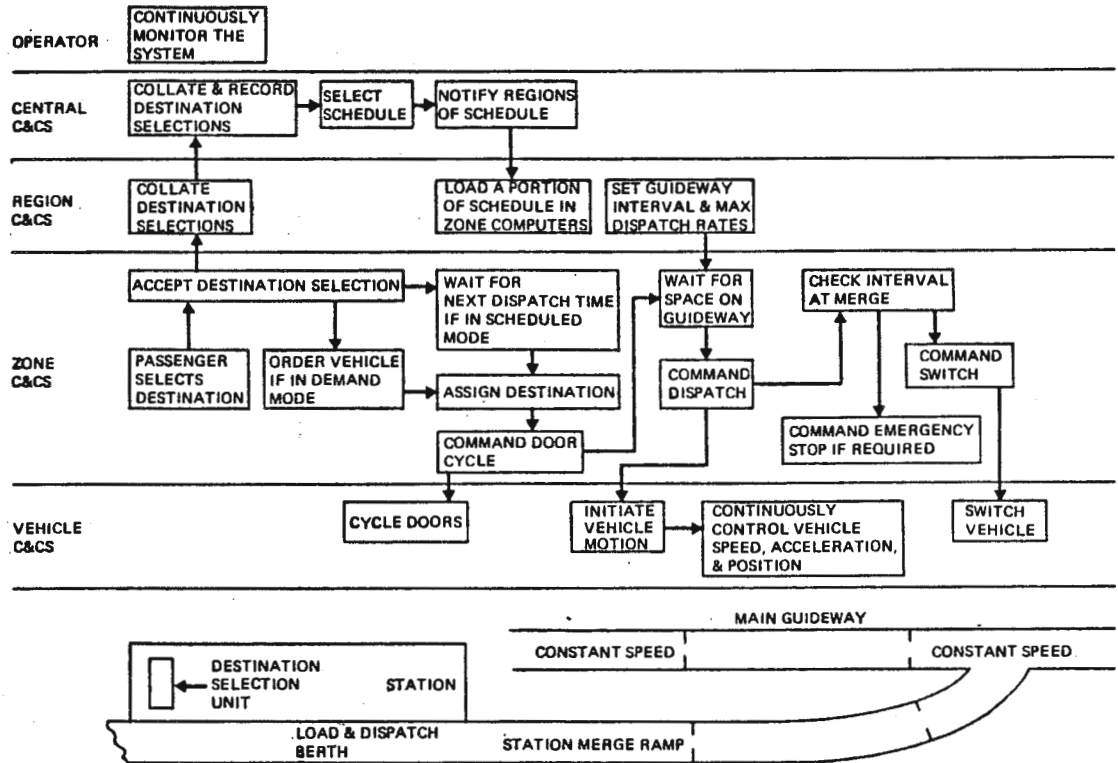 OPERATOR
CONTINUOUSLY
MONITOR THE
SYSTEM
CENTRAL
C&CS
COLLATE & RECORD
DESTINATION
SELECTIONS
SELECT
SCHEDULE
NOTIFY REGIONS
OF SCHEDULE
REGION
C&CS
COLLATE
DESTINATION
SELECTIONS
LOAD A PORTION
OF SCHEDULE IN
ZONE COMPUTERS
SET GUIDEWAY
INTERVAL & MAX
DISPATCH RATES
ZONE
C&CS
ACCEPT DESTINATION SELECTION
WAIT FOR
NEXT DISPATCH TIME
IF IN SCHEDULED
MODE
WAIT FOR
SPACE ON
GUIDEWAY
CHECK INTERVAL
AT MERGE
PASSENGER
SELECTS
DESTINATION
ORDER VEHICLE
IF IN DEMAND
MODE
ASSIGN DESTINATION
COMMAND
DISPATCH
COMMAND
SWITCH
COMMAND DOOR
CYCLE
COMMAND EMERGENCY
STOP IF REQUIRED
VEHICLE
C&CS
CYCLE DOORS
INITIATE
VEHICLE
MOTION
CONTINUOUSLY
CONTROL VEHICLE
SPEED, ACCELERATION,
& POSITION
SWITCH
VEHICLE
MAIN GUIDEWAY
CONSTANT SPEED
CONSTANT SPEED
DESTINATION
SELECTION
UNIT
STATION
LOAD & DISPATCH
BERTH
STATION MERGE RAMP